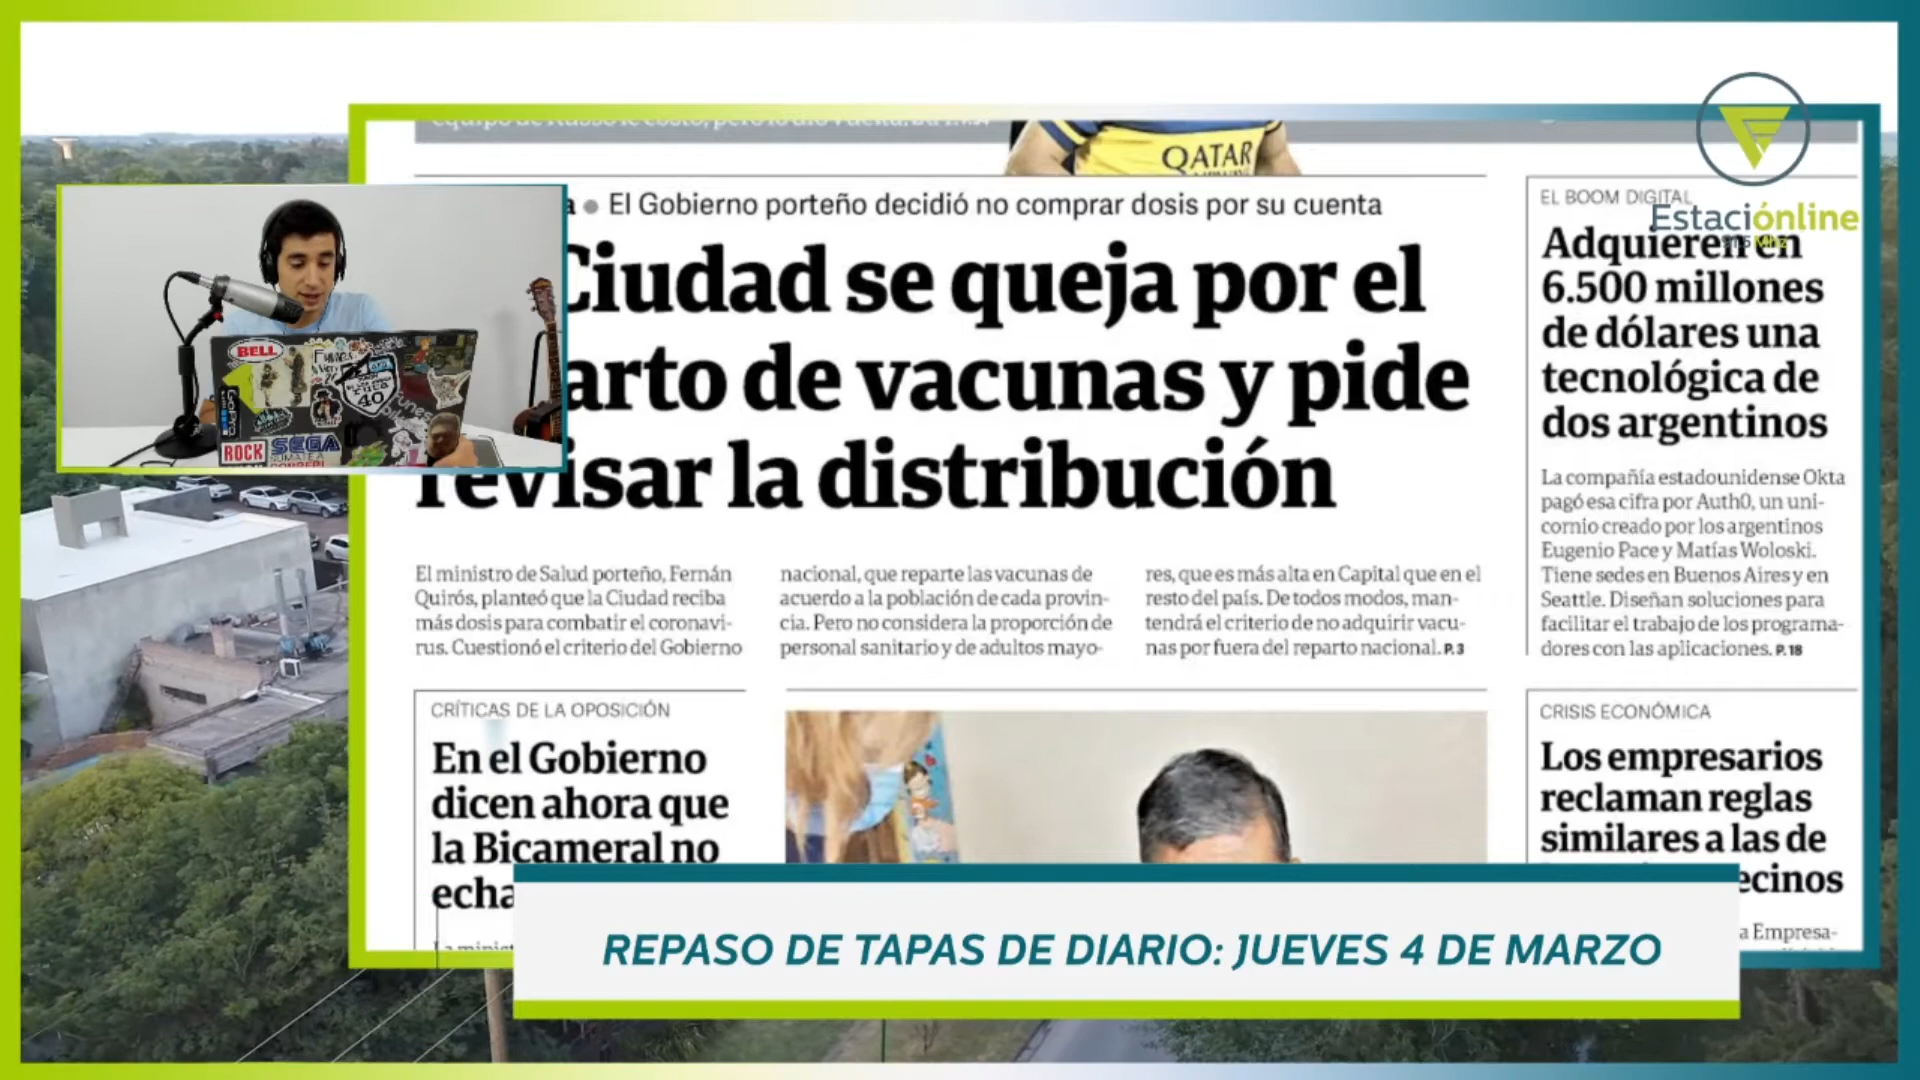 QATAR
a ● El Gobierno porteño decidió no comprar dosis por su cuenta
Ciudad se queja por el
arto de vacunas y pide
revisar la distribución
El ministro de Salud porteño, Fernán
Quirós, planteó que la Ciudad reciba
más dosis para combatir el coronavi-
rus. Cuestionó el criterio del Gobierno
nacional, que reparte las vacunas de
acuerdo a la población de cada provin-
cia. Pero no considera la proporción de
personal sanitario y de adultos mayo-
res, que es más alta en Capital que en el
resto del país. De todos modos, man-
tendrá el criterio de no adquirir vacu-
nas por fuera del reparto nacional. P.3
EL BOOM DIGITAL
Adquieren en
6.500 millones
de dólares una
tecnológica de
dos argentinos
La compañía estadounidense Okta
pagó esa cifra por Auth0, un uni-
cornio creado por los argentinos
Eugenio Pace y Matías Woloski.
Tiene sedes en Buenos Aires y en
Seattle. Diseñan soluciones para
facilitar el trabajo de los programa-
dores con las aplicaciones. P.18
Estaciónline
91.5 Mhz
BELL
GoPro
ruta
40
ROCK
SEGA
SUMATEA
CRÍTICAS DE LA OPOSICIÓN
En el Gobierno
dicen ahora que
la Bicameral no
echa
CRISIS ECONÓMICA
Los empresarios
reclaman reglas
similares a las de
ecinos
a Empresa-
REPASO DE TAPAS DE DIARIO: JUEVES 4 DE MARZO